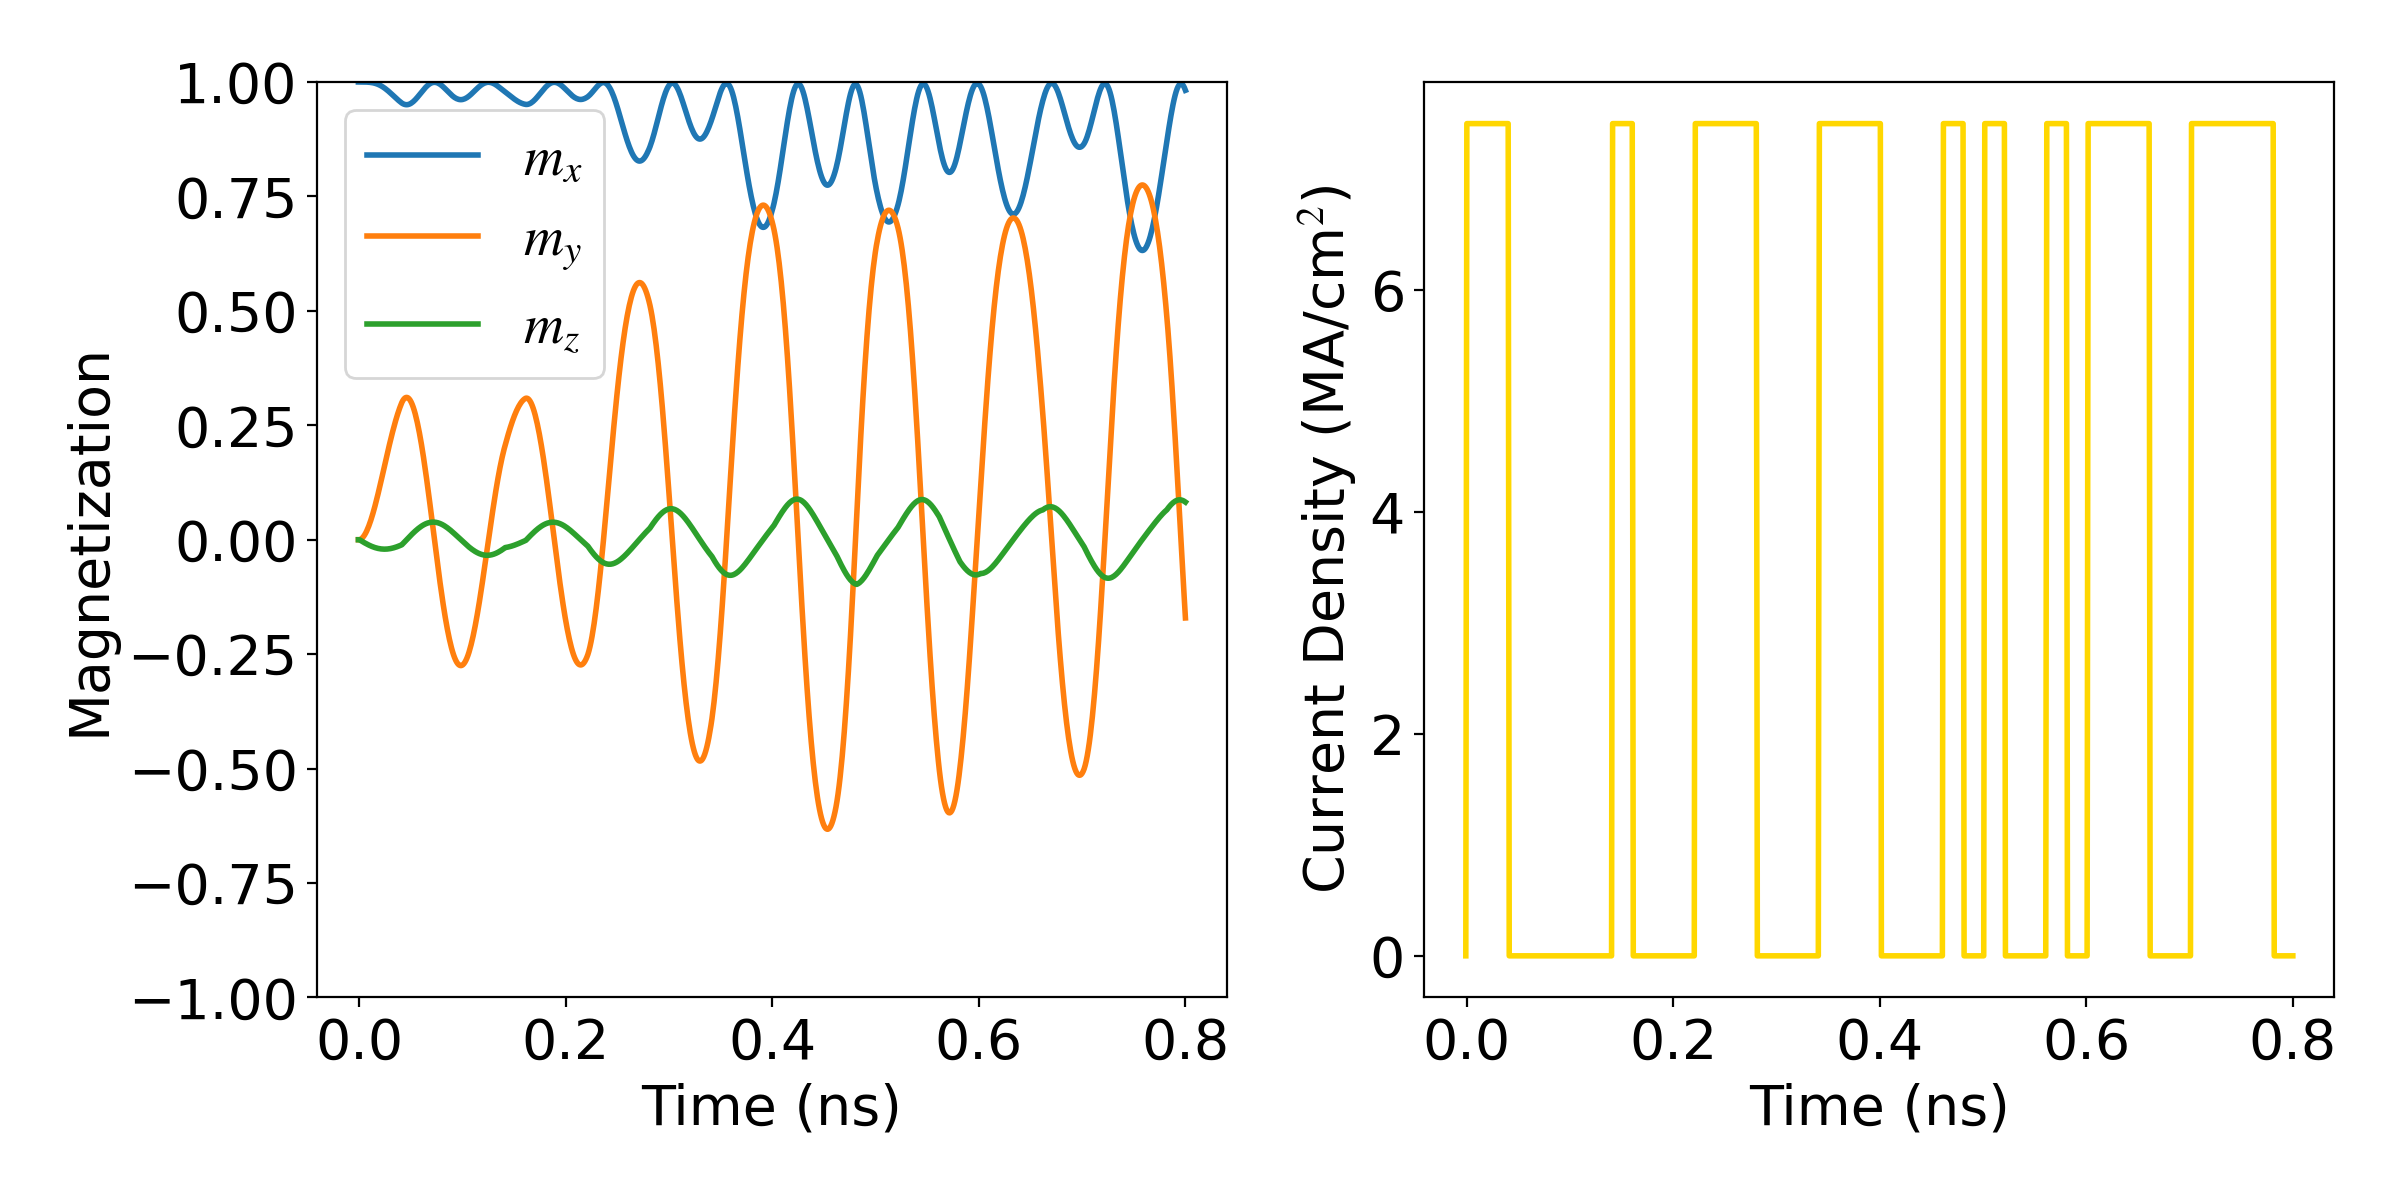 Magnetization
1.00
0.75
0.50
0.25
0.00
−0.25
−0.50
−0.75
−1.00
m_x
m_y
m_z
0.0 0.2 0.4 0.6 0.8
Time (ns)
Current Density (MA/cm²)
6
4
2
0
0.0 0.2 0.4 0.6 0.8
Time (ns)